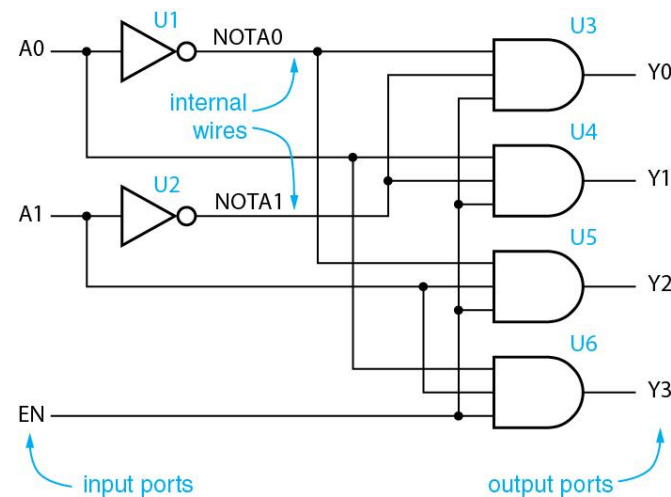 U1
U3
A0
NOTA0
Y0
internal
wires
U4
U2
Y1
A1
NOTA1
U5
Y2
U6
Y3
EN
input ports
output ports